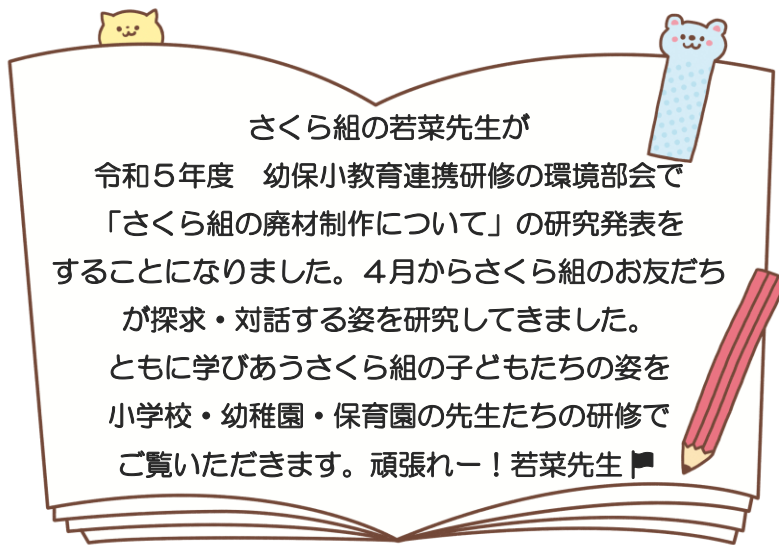 さくら組の若菜先生が
令和５年度　幼保小教育連携研修の環境部会で
「さくら組の廃材制作について」の研究発表を
することになりました。４月からさくら組のお友だち
が探求・対話する姿を研究してきました。
ともに学びあうさくら組の子どもたちの姿を
小学校・幼稚園・保育園の先生たちの研修で
ご覧いただきます。頑張れー！若菜先生